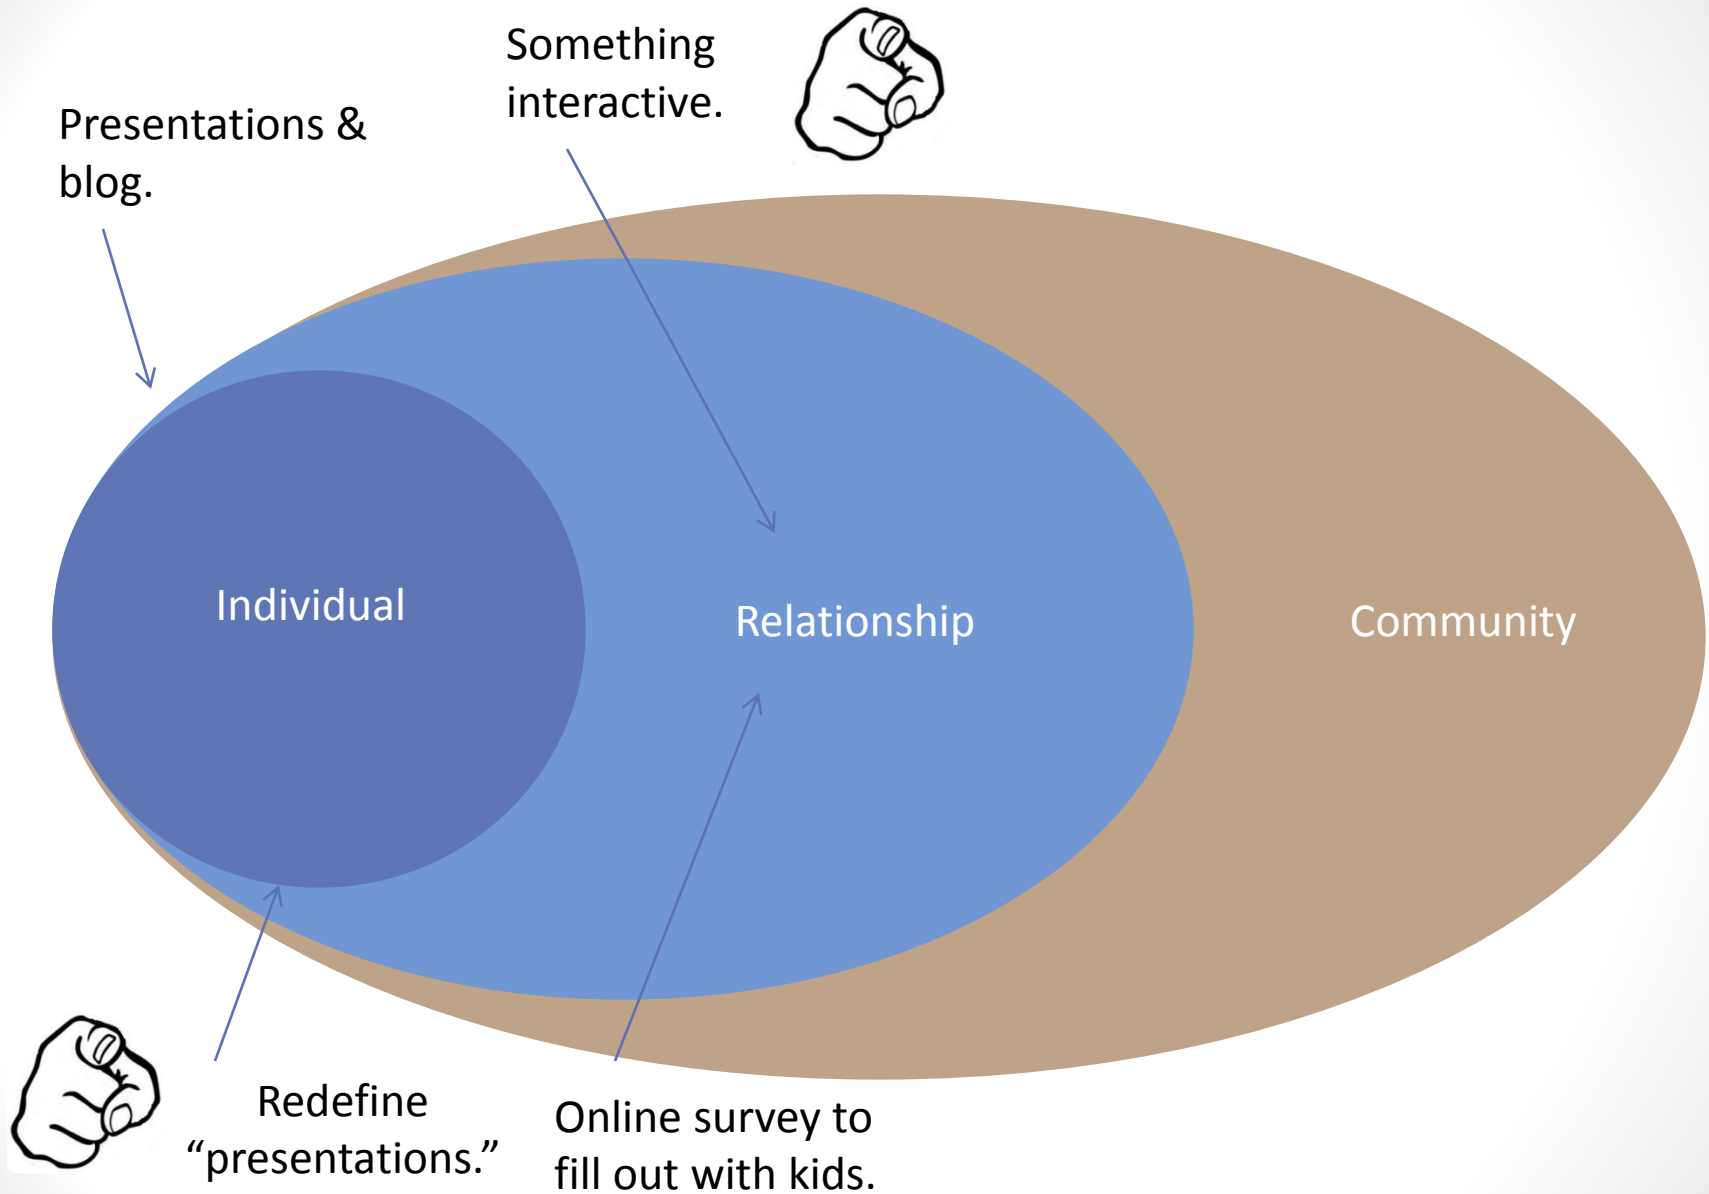 Something
interactive.
Presentations &
blog.
Individual
Relationship
Community
Redefine
“presentations.”
Online survey to
fill out with kids.